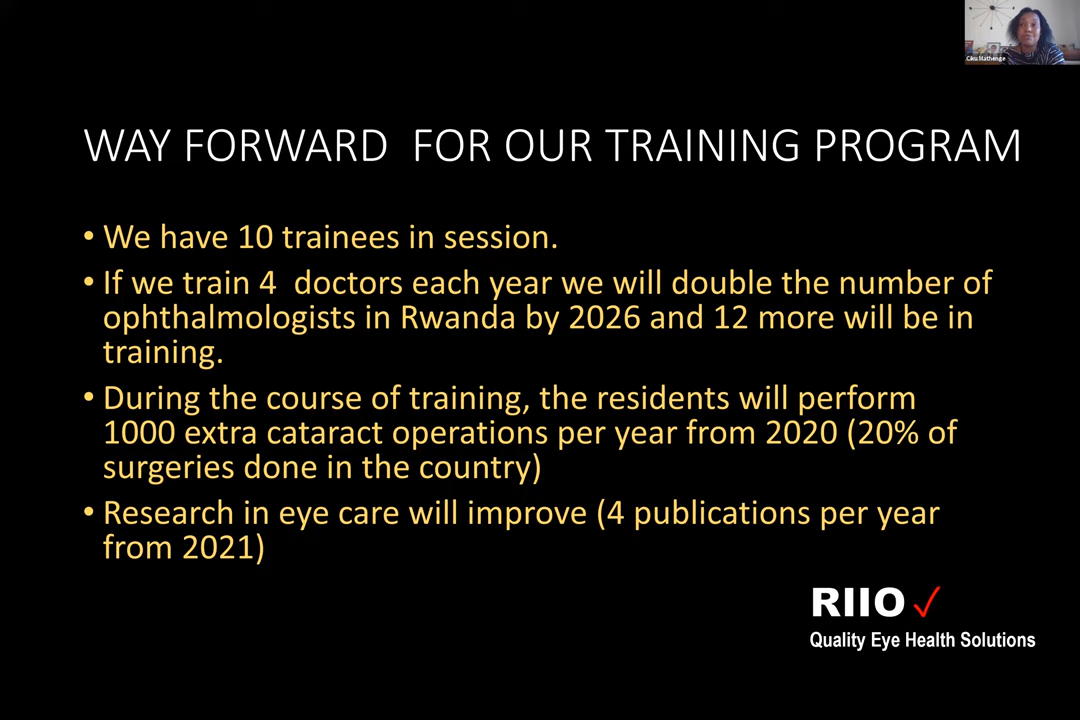 Ciku Mathenge
WAY FORWARD  FOR OUR TRAINING PROGRAM
• We have 10 trainees in session.
• If we train 4  doctors each year we will double the number of
ophthalmologists in Rwanda by 2026 and 12 more will be in
training.
• During the course of training, the residents will perform
1000 extra cataract operations per year from 2020 (20% of
surgeries done in the country)
• Research in eye care will improve (4 publications per year
from 2021)
RIIO✓
Quality Eye Health Solutions